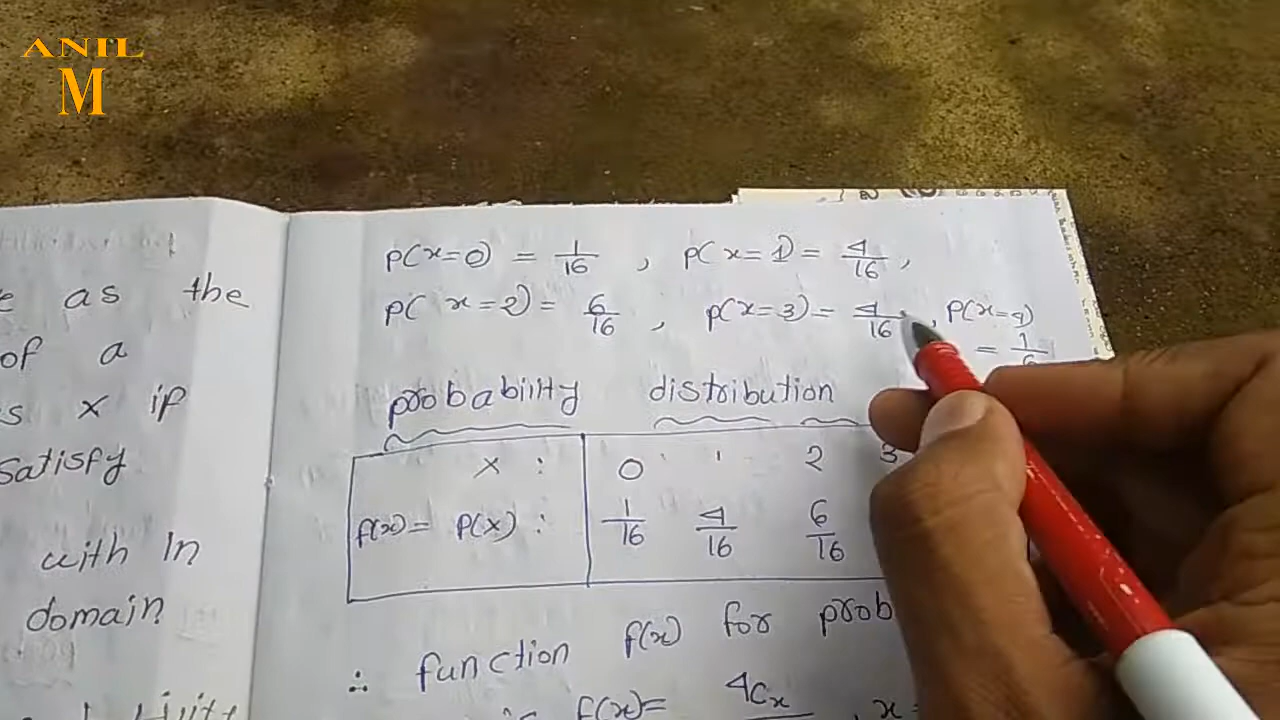 ANIL
M
e as the
of a
s x if
satisfy
with in
domain
P(x=0) = 1/16 , P(x=1) = 4/16 ,
P(x=2) = 6/16 , P(x=3) = 4/16 , P(x=4)
= 1/
probability distribution
x : 0 1 2 3
f(x) = P(x) : 1/16 4/16 6/16
∴ function f(x) for prob
f(x) = 4Cx , x =